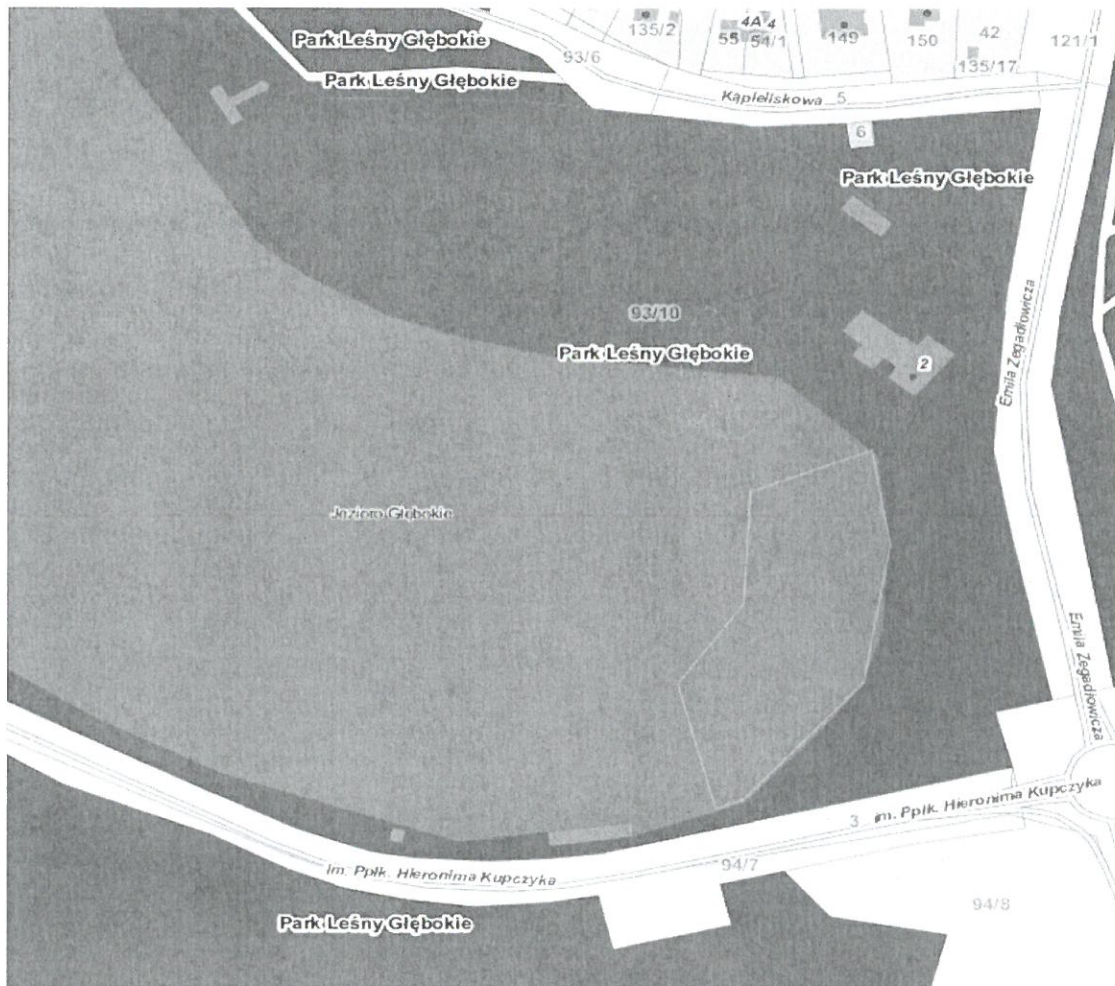 Park Leśny Głębokie
135/2
4A 4
55
54/1
149
150
42
121/1
93/6
135/17
Park Leśny Głębokie
Kąpieliskowa
5
6
Park Leśny Głębokie
93/10
Park Leśny Głębokie
2
Emila Zegadłowicza
Jezioro Głębokie
Emila Zegadłowicza
3
im. Ppłk. Hieronima Kupczyka
94/7
im. Ppłk. Hieronima Kupczyka
94/8
Park Leśny Głębokie